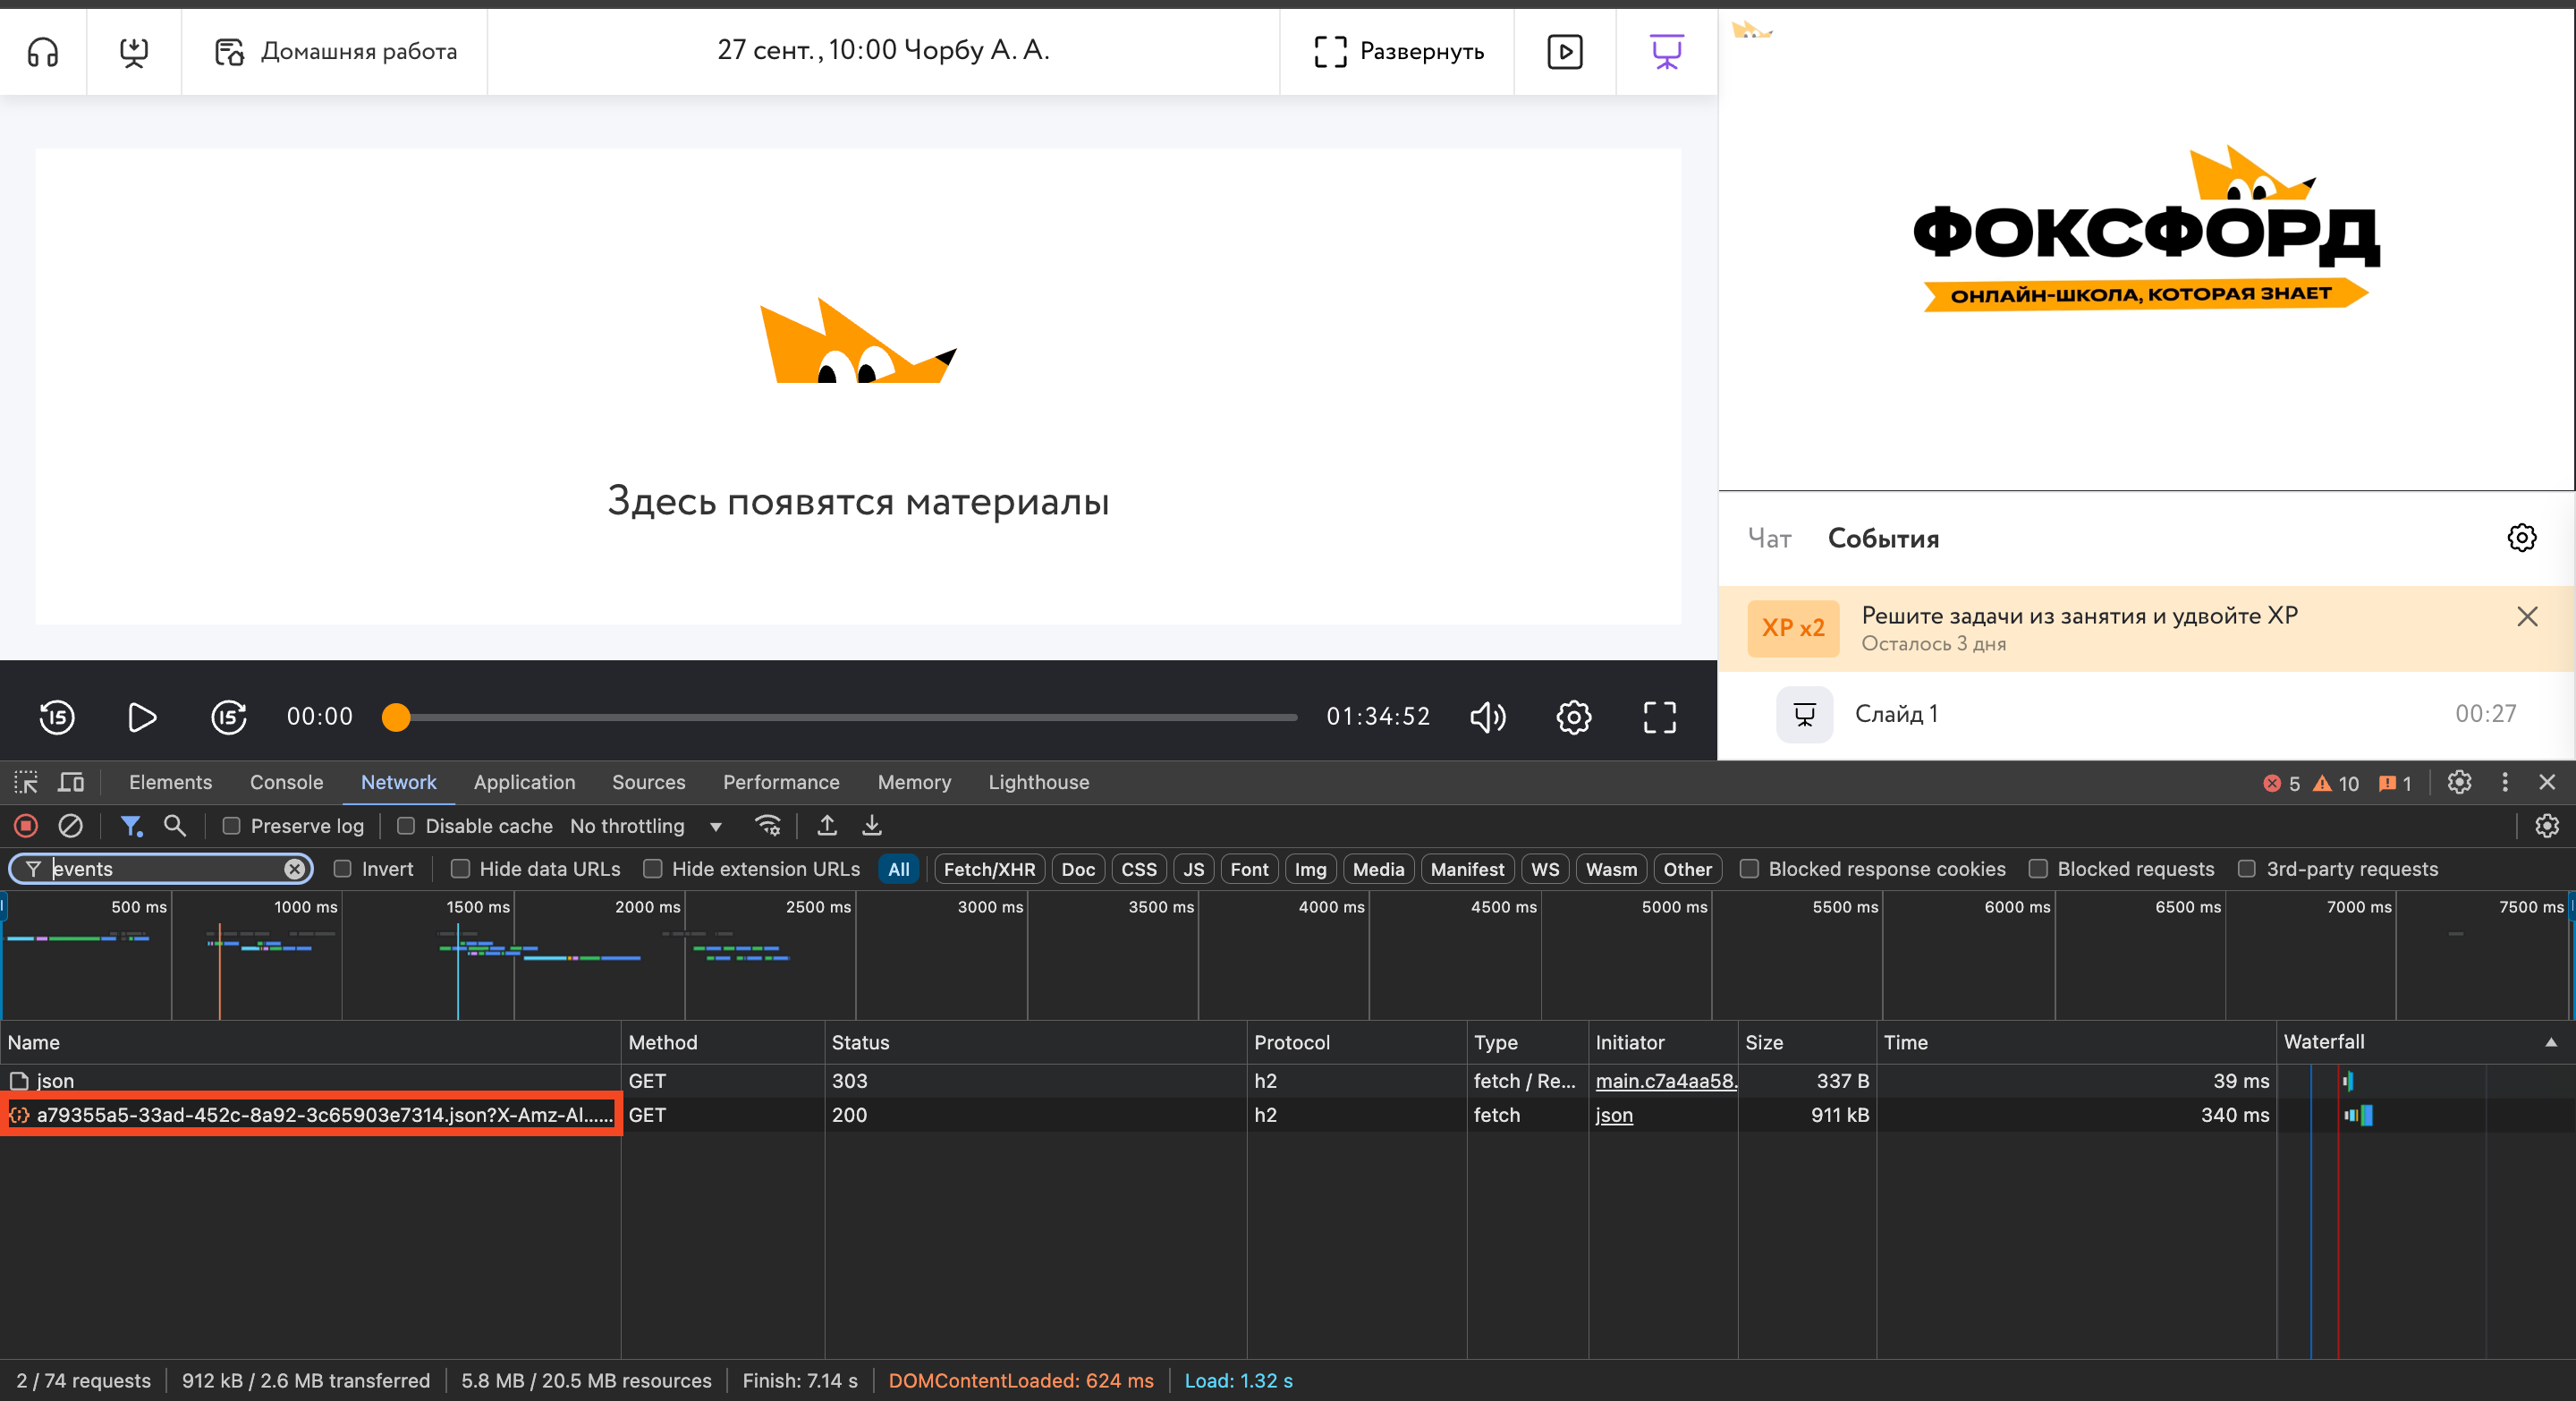 Домашняя работа
27 сент., 10:00 Чорбу А. А.
Развернуть
ФОКСФОРД
ОНЛАЙН-ШКОЛА, КОТОРАЯ ЗНАЕТ
Здесь появятся материалы
Чат События
XP x2
Решите задачи из занятия и удвойте XP
Осталось 3 дня
Слайд 1 00:27
15 15 00:00 01:34:52
Elements Console Network Application Sources Performance Memory Lighthouse 5 10 1
Preserve log Disable cache No throttling
events Invert Hide data URLs Hide extension URLs All Fetch/XHR Doc CSS JS Font Img Media Manifest WS Wasm Other Blocked response cookies Blocked requests 3rd-party requests
500 ms 1000 ms 1500 ms 2000 ms 2500 ms 3000 ms 3500 ms 4000 ms 4500 ms 5000 ms 5500 ms 6000 ms 6500 ms 7000 ms 7500 ms
Name Method Status Protocol Type Initiator Size Time Waterfall
json GET 303 h2 fetch / Re... main.c7a4aa58. 337 B 39 ms
a79355a5-33ad-452c-8a92-3c65903e7314.json?X-Amz-Al...... GET 200 h2 fetch json 911 kB 340 ms
2 / 74 requests 912 kB / 2.6 MB transferred 5.8 MB / 20.5 MB resources Finish: 7.14 s DOMContentLoaded: 624 ms Load: 1.32 s